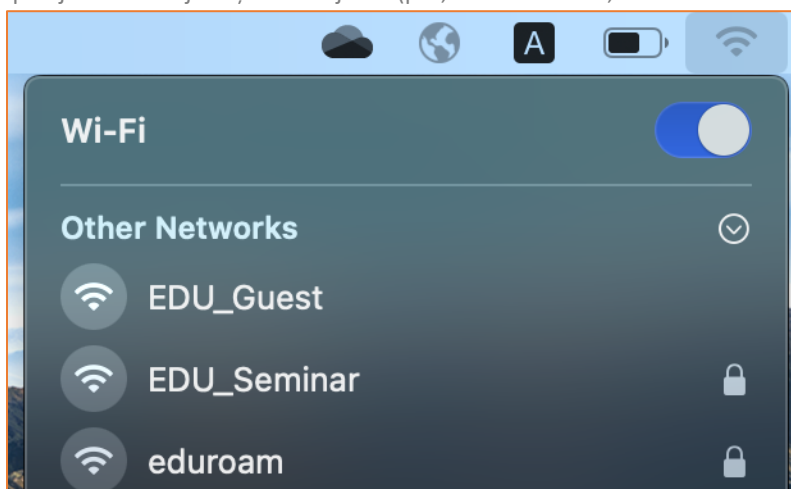 A
Wi-Fi
Other Networks
EDU_Guest
EDU_Seminar
eduroam